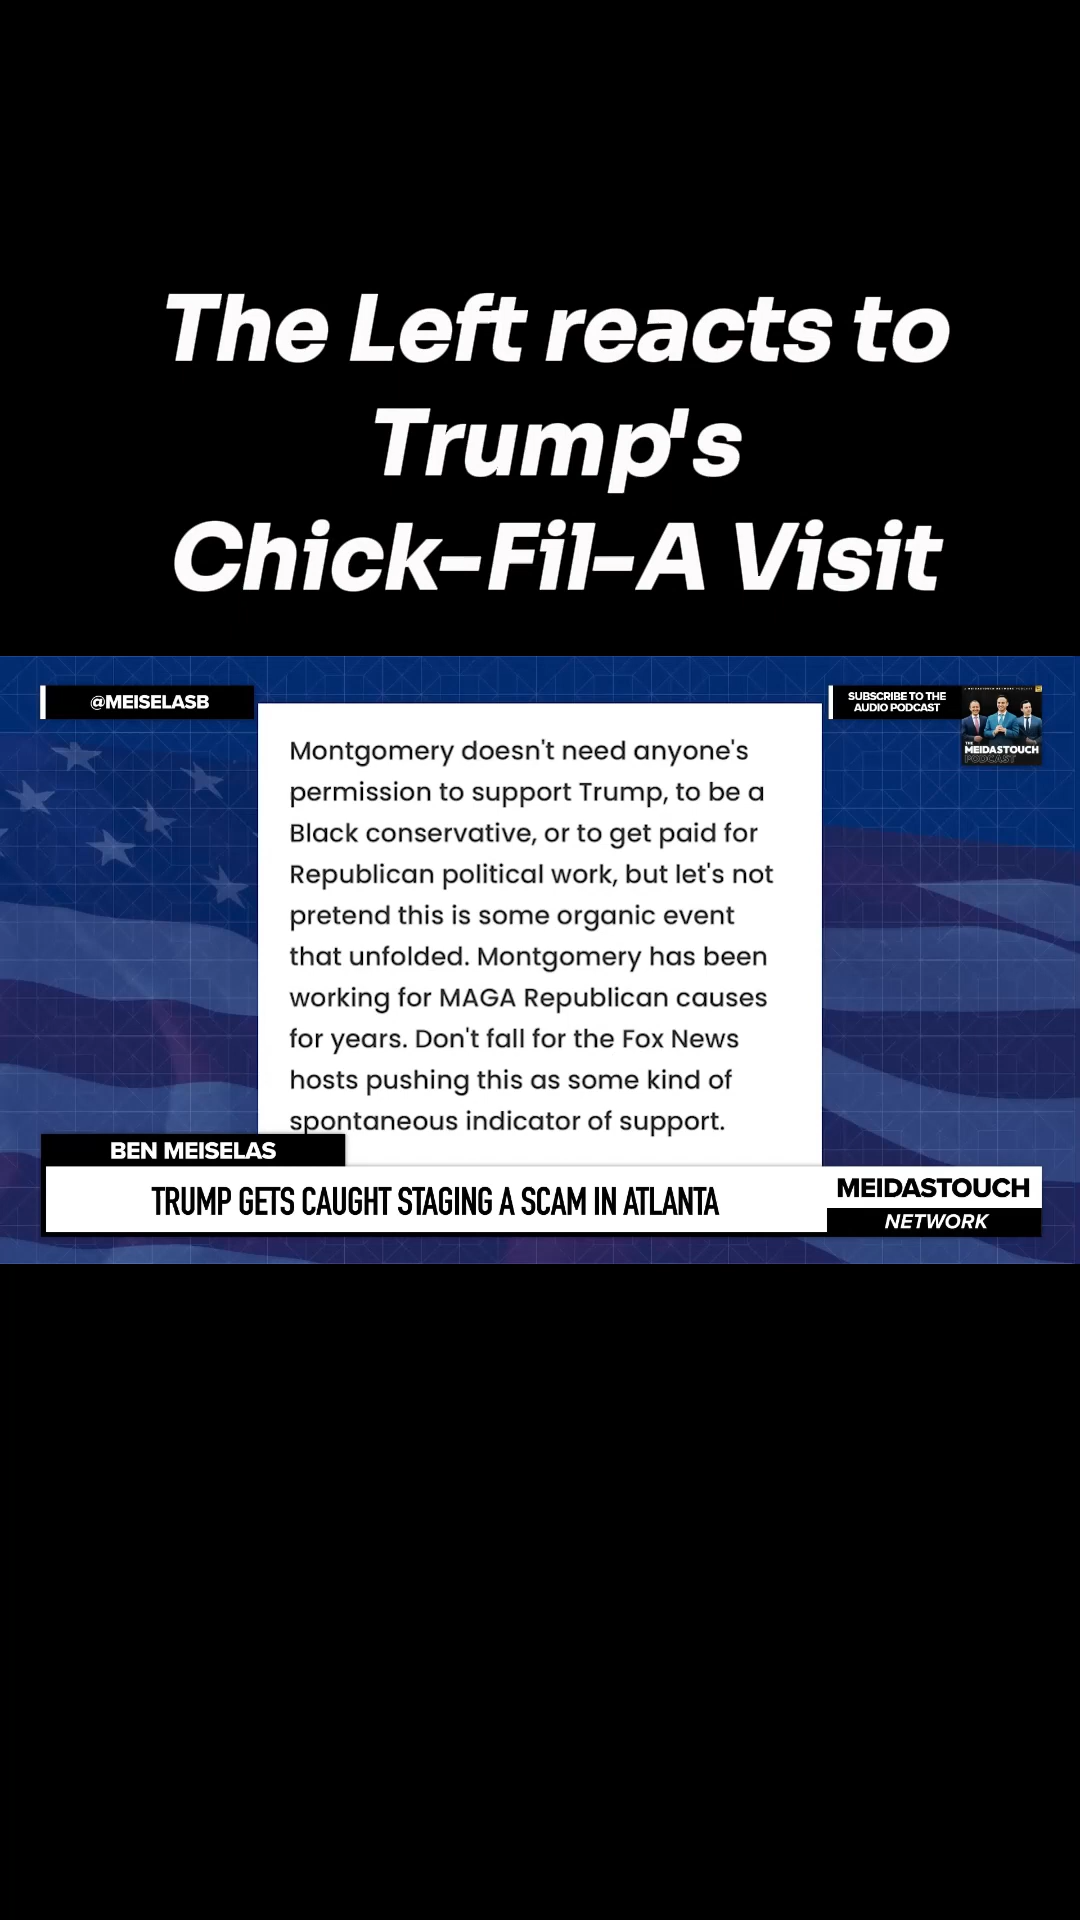 The Left reacts to
Trump's
Chick-Fil-A Visit
@MEISELASB
SUBSCRIBE TO THE
AUDIO PODCAST
THE
MEIDASTOUCH
PODCAST
Montgomery doesn't need anyone's
permission to support Trump, to be a
Black conservative, or to get paid for
Republican political work, but let's not
pretend this is some organic event
that unfolded. Montgomery has been
working for MAGA Republican causes
for years. Don't fall for the Fox News
hosts pushing this as some kind of
spontaneous indicator of support.
BEN MEISELAS
TRUMP GETS CAUGHT STAGING A SCAM IN ATLANTA
MEIDASTOUCH
NETWORK